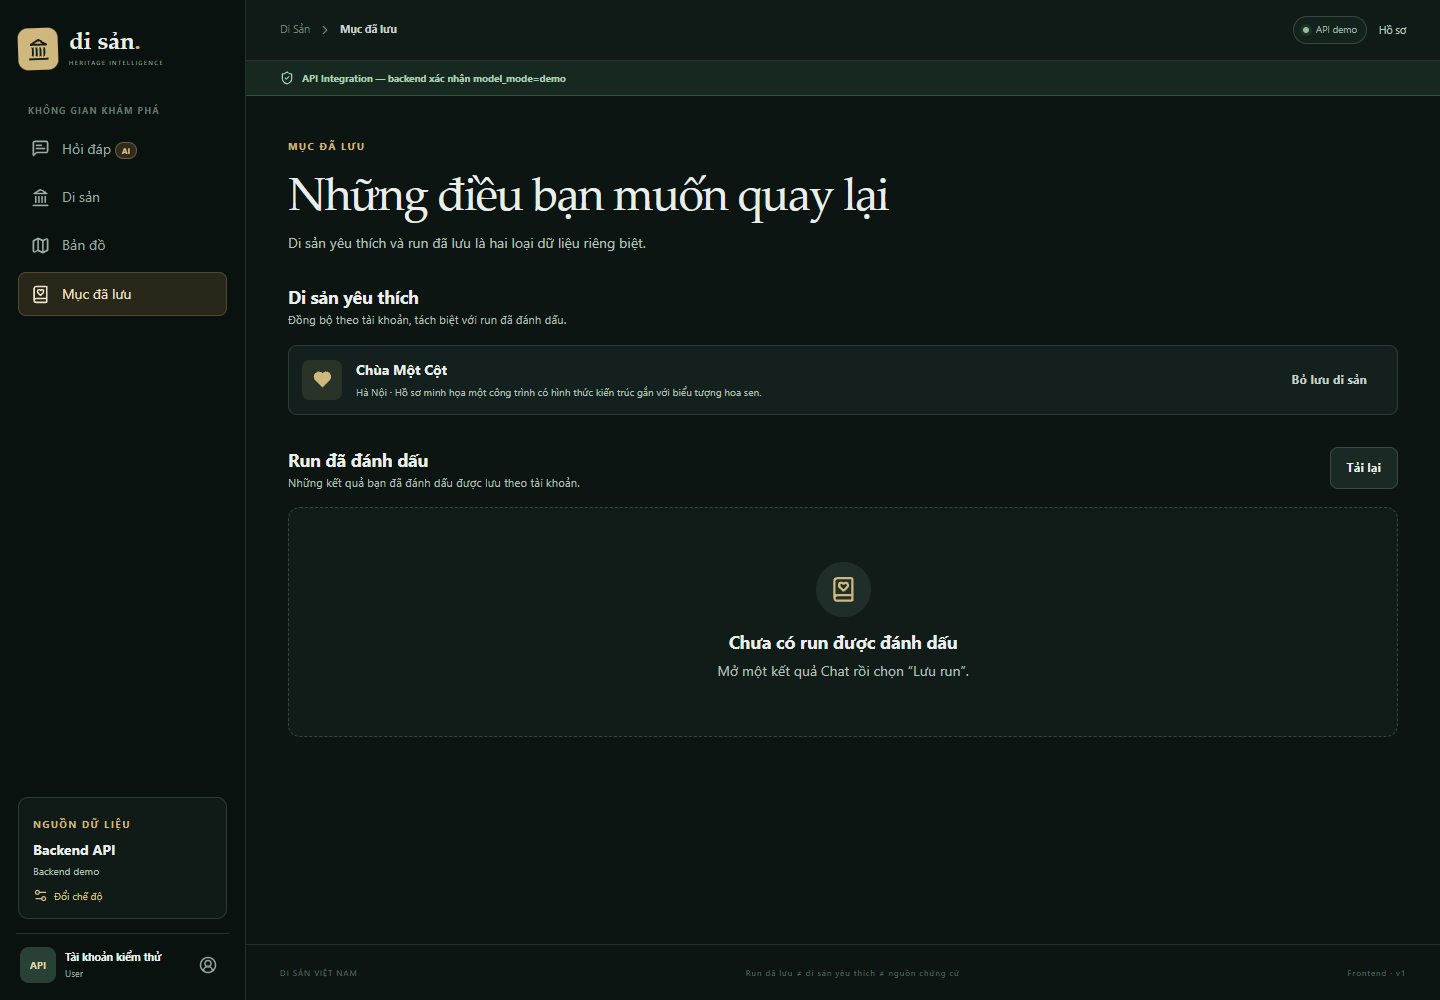 di sản.
HERITAGE INTELLIGENCE
KHÔNG GIAN KHÁM PHÁ
Hỏi đáp AI
Di sản
Bản đồ
Mục đã lưu
NGUỒN DỮ LIỆU
Backend API
Backend demo
Đổi chế độ
API
Tài khoản kiểm thử
User
Di Sản > Mục đã lưu
API demo
Hồ sơ
API Integration — backend xác nhận model_mode=demo
MỤC ĐÃ LƯU
Những điều bạn muốn quay lại
Di sản yêu thích và run đã lưu là hai loại dữ liệu riêng biệt.
Di sản yêu thích
Đồng bộ theo tài khoản, tách biệt với run đã đánh dấu.
Chùa Một Cột
Hà Nội · Hồ sơ minh họa một công trình có hình thức kiến trúc gắn với biểu tượng hoa sen.
Bỏ lưu di sản
Run đã đánh dấu
Những kết quả bạn đã đánh dấu được lưu theo tài khoản.
Tải lại
Chưa có run được đánh dấu
Mở một kết quả Chat rồi chọn “Lưu run”.
DI SẢN VIỆT NAM
Run đã lưu ≠ di sản yêu thích ≠ nguồn chứng cứ
Frontend · v1